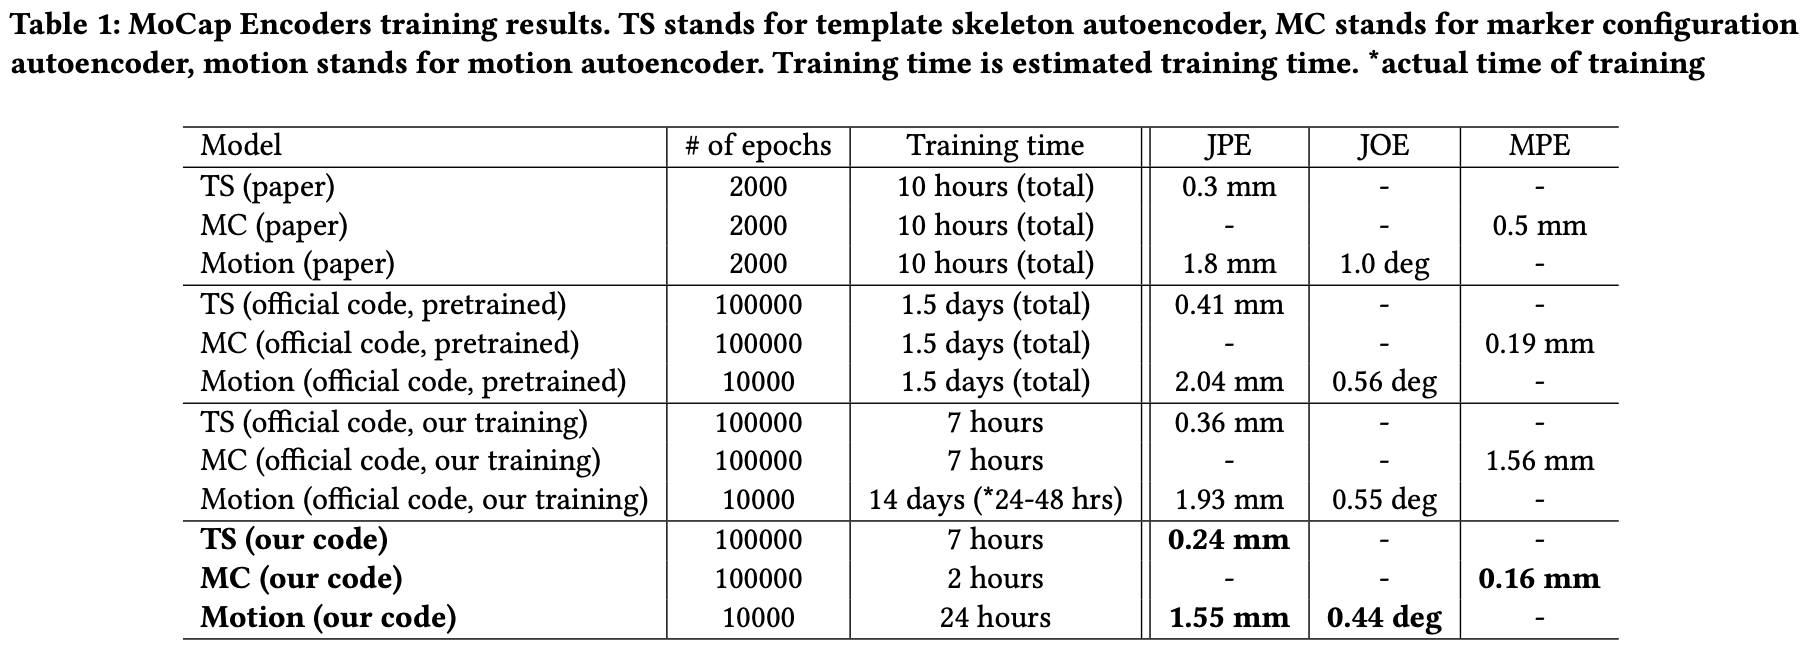 Table 1: MoCap Encoders training results. TS stands for template skeleton autoencoder, MC stands for marker configuration
autoencoder, motion stands for motion autoencoder. Training time is estimated training time. *actual time of training
Model # of epochs Training time JPE JOE MPE
TS (paper) 2000 10 hours (total) 0.3 mm - -
MC (paper) 2000 10 hours (total) - - 0.5 mm
Motion (paper) 2000 10 hours (total) 1.8 mm 1.0 deg -
TS (official code, pretrained) 100000 1.5 days (total) 0.41 mm - -
MC (official code, pretrained) 100000 1.5 days (total) - - 0.19 mm
Motion (official code, pretrained) 10000 1.5 days (total) 2.04 mm 0.56 deg -
TS (official code, our training) 100000 7 hours 0.36 mm - -
MC (official code, our training) 100000 7 hours - - 1.56 mm
Motion (official code, our training) 10000 14 days (*24-48 hrs) 1.93 mm 0.55 deg -
TS (our code) 100000 7 hours 0.24 mm - -
MC (our code) 100000 2 hours - - 0.16 mm
Motion (our code) 10000 24 hours 1.55 mm 0.44 deg -